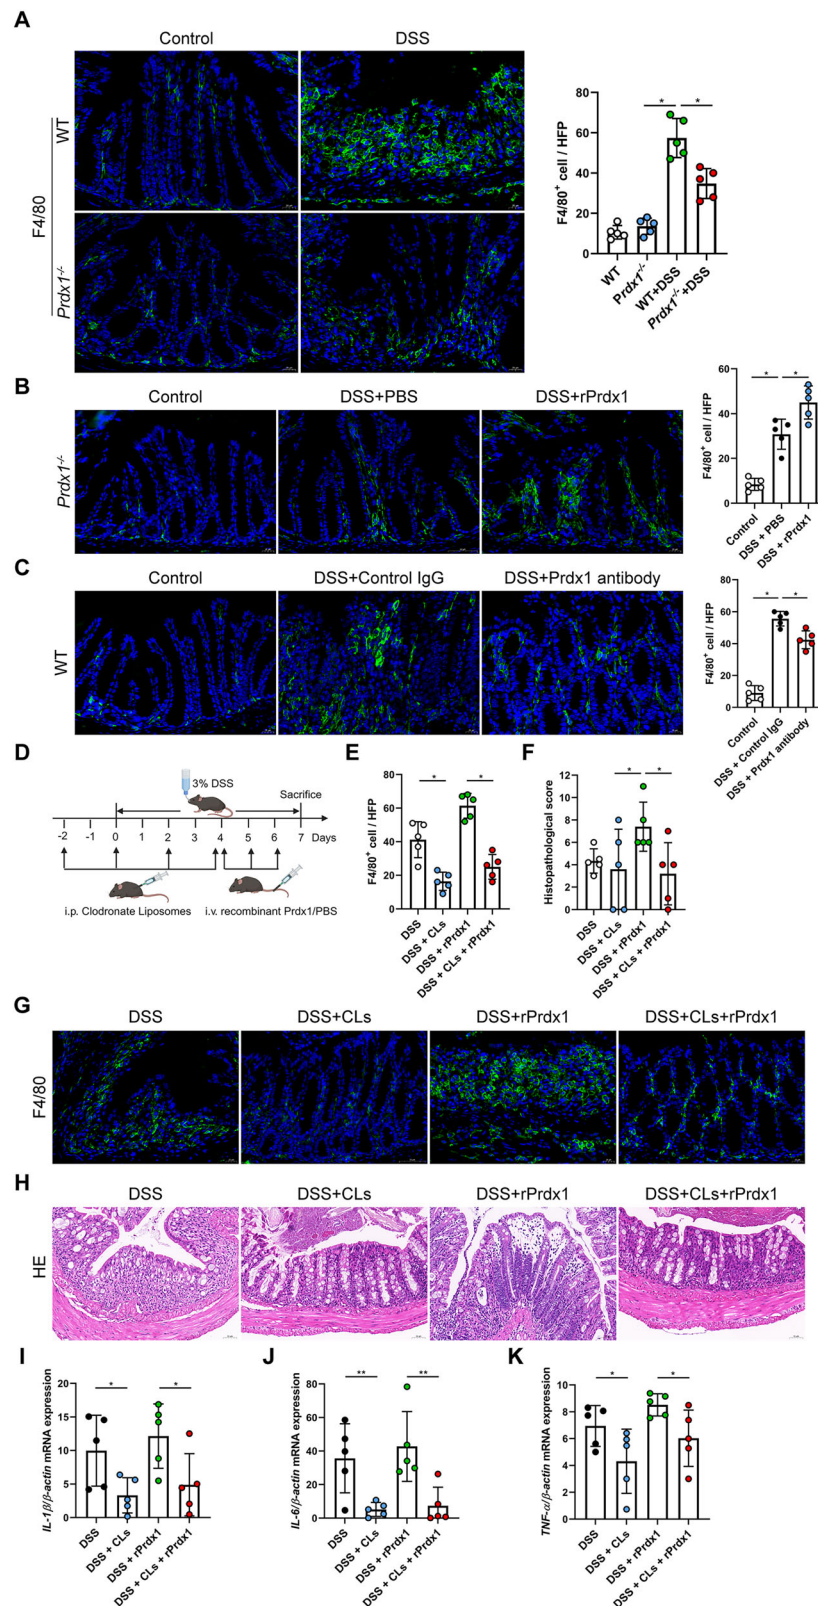 A
Control
DSS
F4/80
WT
Prdx1-/-
F4/80+ cell / HFP
80
60
40
20
0
*
*
WT
Prdx1-/-
WT+DSS
Prdx1-/-+DSS
B
Control
DSS+PBS
DSS+rPrdx1
Prdx1-/-
F4/80+ cell / HFP
60
40
20
0
*
*
Control
DSS + PBS
DSS + rPrdx1
C
Control
DSS+Control IgG
DSS+Prdx1 antibody
WT
F4/80+ cell / HFP
80
60
40
20
0
*
*
Control
DSS + Control IgG
DSS + Prdx1 antibody
D
3% DSS
Sacrifice
-2 -1 0 1 2 3 4 5 6 7 Days
i.p. Clodronate Liposomes
i.v. recombinant Prdx1/PBS
E
F4/80+ cell / HFP
80
60
40
20
0
*
*
DSS
DSS + CLs
DSS + rPrdx1
DSS + CLs + rPrdx1
F
Histopathological score
12
10
8
6
4
2
0
*
*
DSS
DSS + CLs
DSS + rPrdx1
DSS + CLs + rPrdx1
G
DSS
DSS+CLs
DSS+rPrdx1
DSS+CLs+rPrdx1
F4/80
H
DSS
DSS+CLs
DSS+rPrdx1
DSS+CLs+rPrdx1
HE
I
IL-1β/β-actin mRNA expression
20
15
10
5
0
*
*
DSS
DSS + CLs
DSS + rPrdx1
DSS + CLs + rPrdx1
J
IL-6/β-actin mRNA expression
80
60
40
20
0
**
**
DSS
DSS + CLs
DSS + rPrdx1
DSS + CLs + rPrdx1
K
TNF-α/β-actin mRNA expression
10
8
6
4
2
0
*
*
DSS
DSS + CLs
DSS + rPrdx1
DSS + CLs + rPrdx1